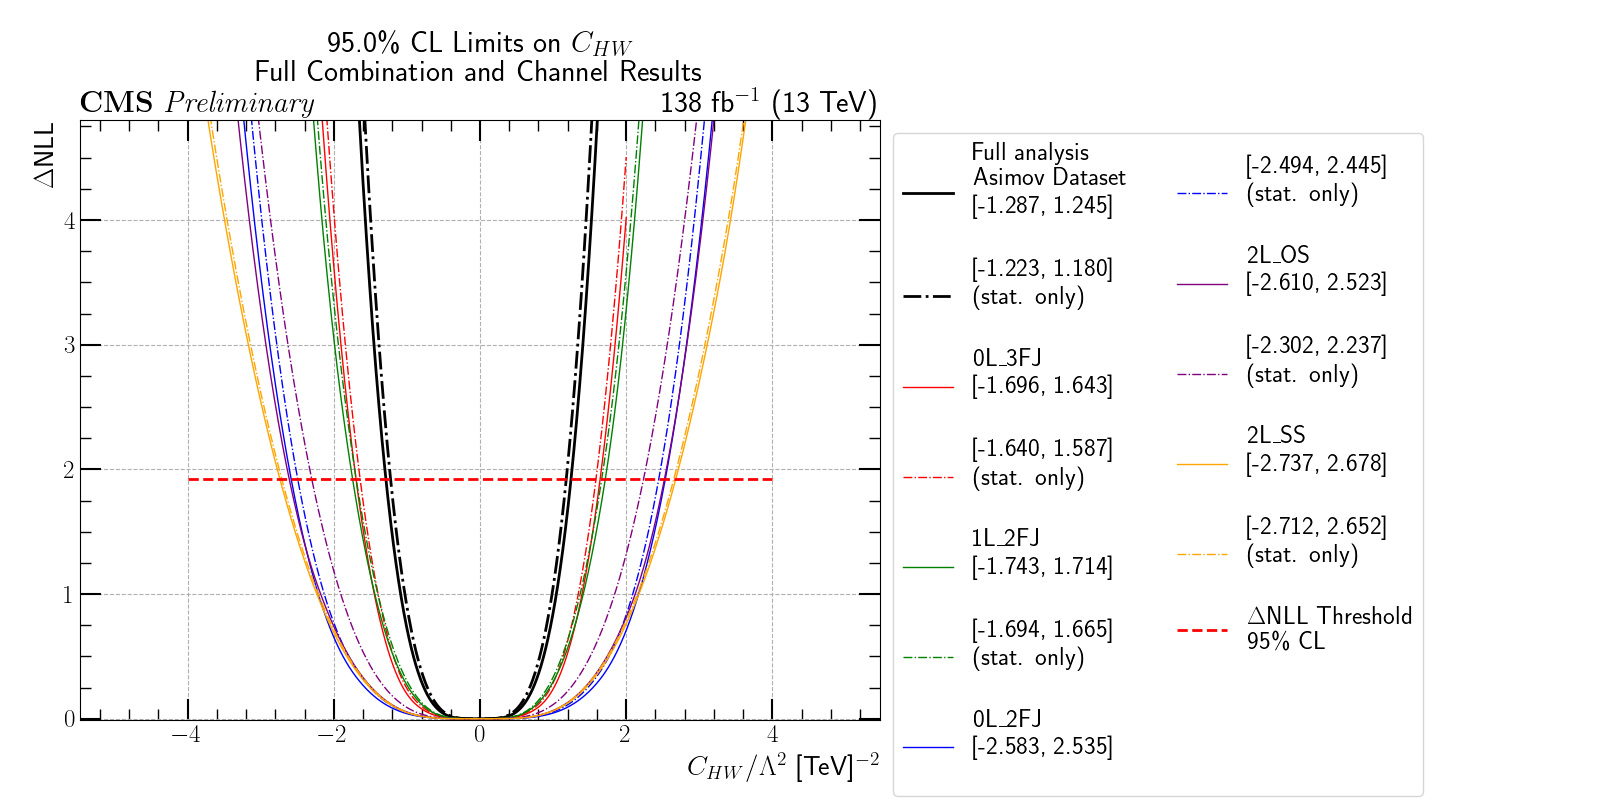 95.0% CL Limits on C_{HW}
Full Combination and Channel Results
CMS Preliminary
138 fb^{-1} (13 TeV)
ΔNLL
4
3
2
1
0
−4
−2
0
2
4
C_{HW}/Λ^2 [TeV]^{-2}
Full analysis
Asimov Dataset
[-1.287, 1.245]
[-1.223, 1.180]
(stat. only)
0L_3FJ
[-1.696, 1.643]
[-1.640, 1.587]
(stat. only)
1L_2FJ
[-1.743, 1.714]
[-1.694, 1.665]
(stat. only)
0L_2FJ
[-2.583, 2.535]
[-2.494, 2.445]
(stat. only)
2L_OS
[-2.610, 2.523]
[-2.302, 2.237]
(stat. only)
2L_SS
[-2.737, 2.678]
[-2.712, 2.652]
(stat. only)
ΔNLL Threshold
95% CL